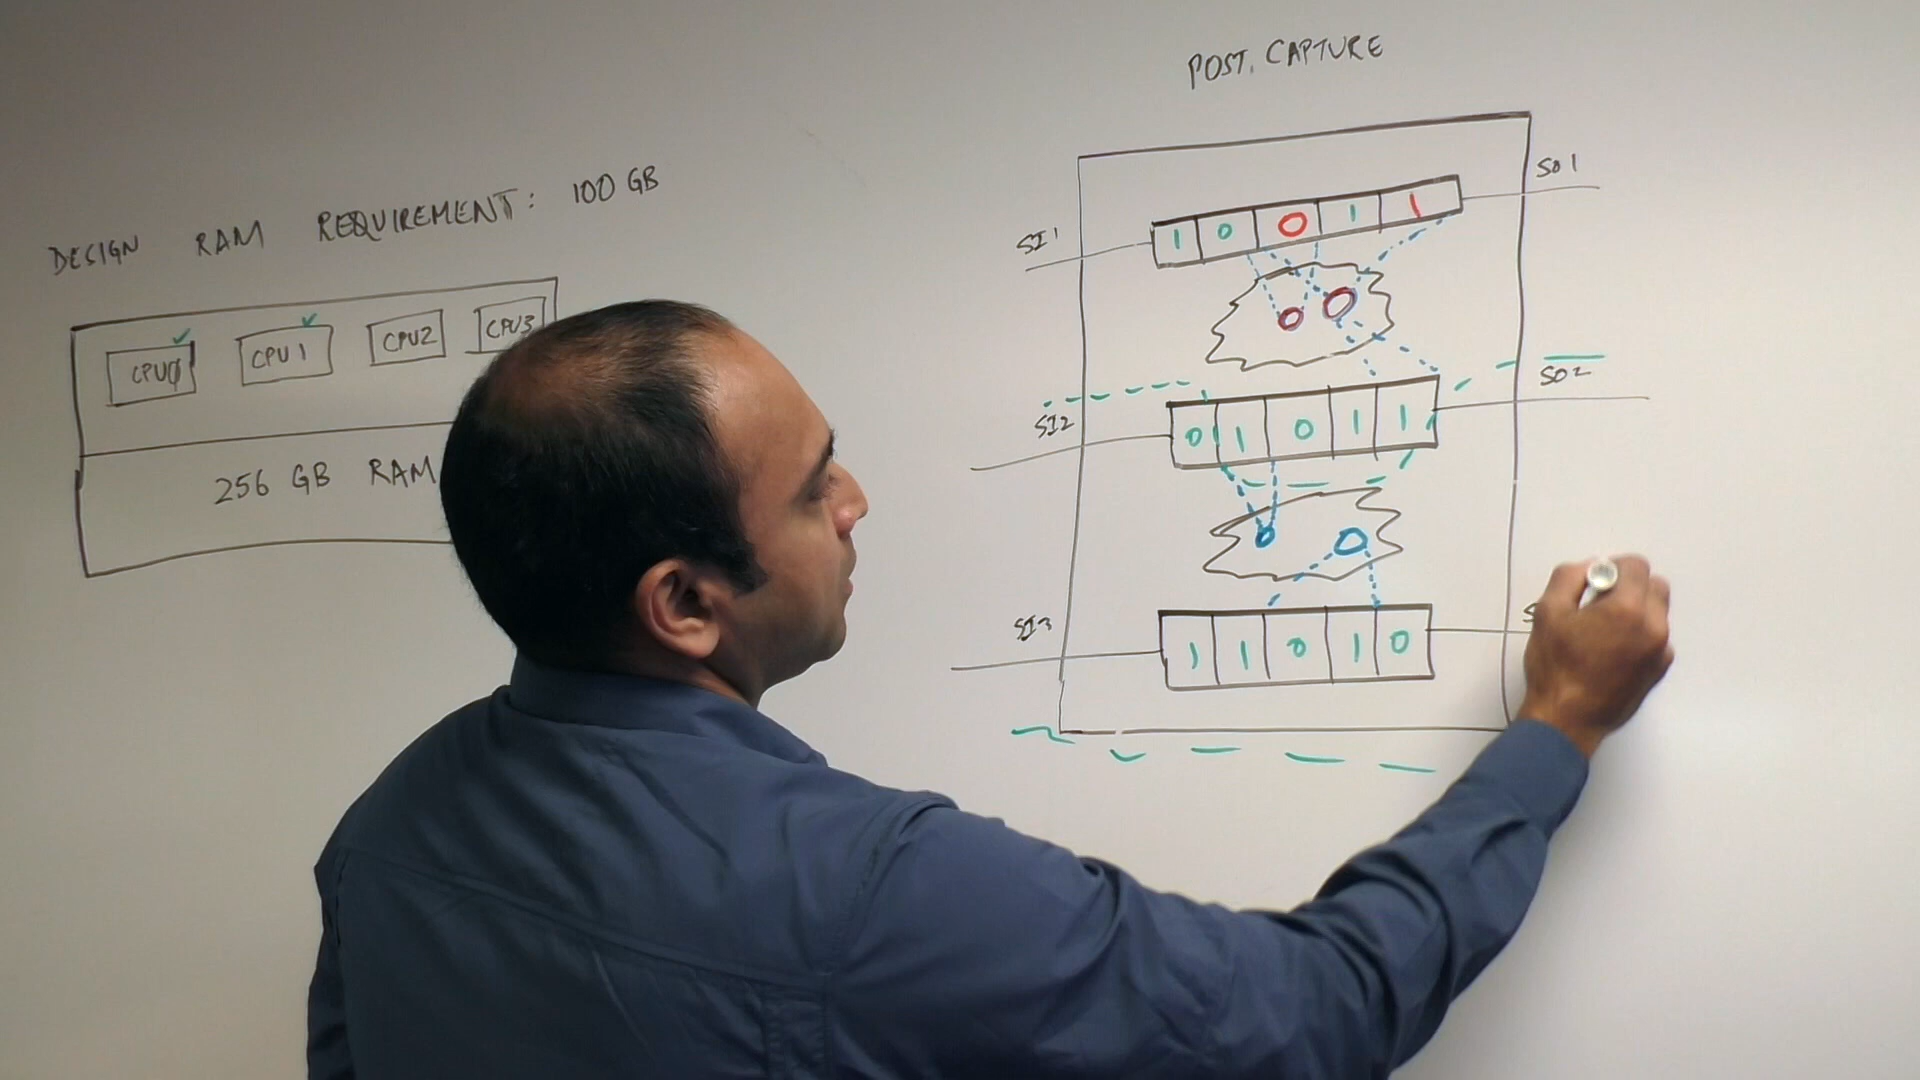 DESIGN RAM REQUIREMENT: 100 GB
CPU0 CPU1 CPU2 CPU3
256 GB RAM
POST. CAPTURE
SI1 1 0 0 1 1 SO1
SI2 0 1 0 1 1 SO2
SI3 1 1 0 1 0